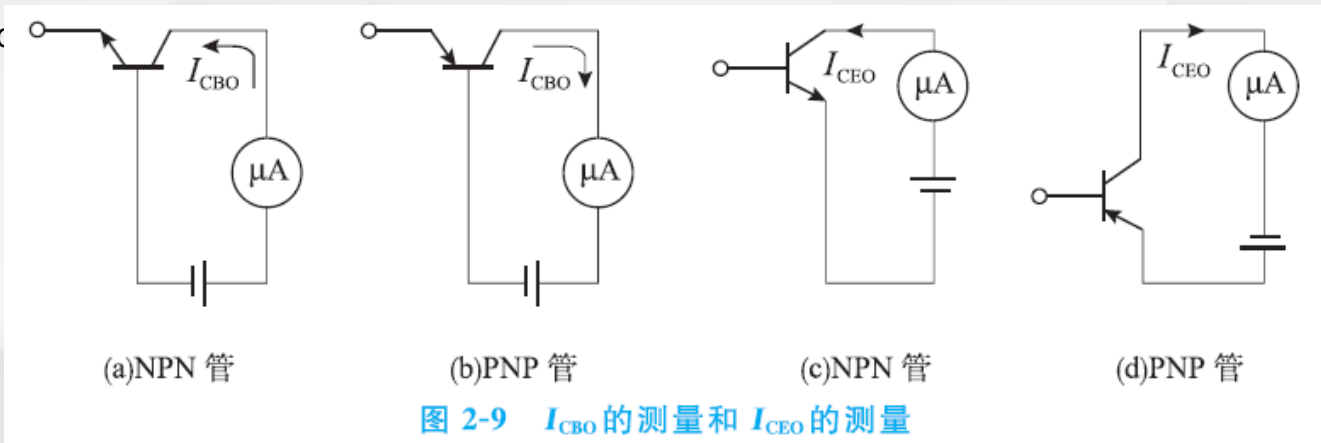 I_CBO I_CBO I_CEO I_CEO
μA μA μA μA
(a)NPN 管 (b)PNP 管 (c)NPN 管 (d)PNP 管
图 2-9 I_CBO的测量和 I_CEO的测量